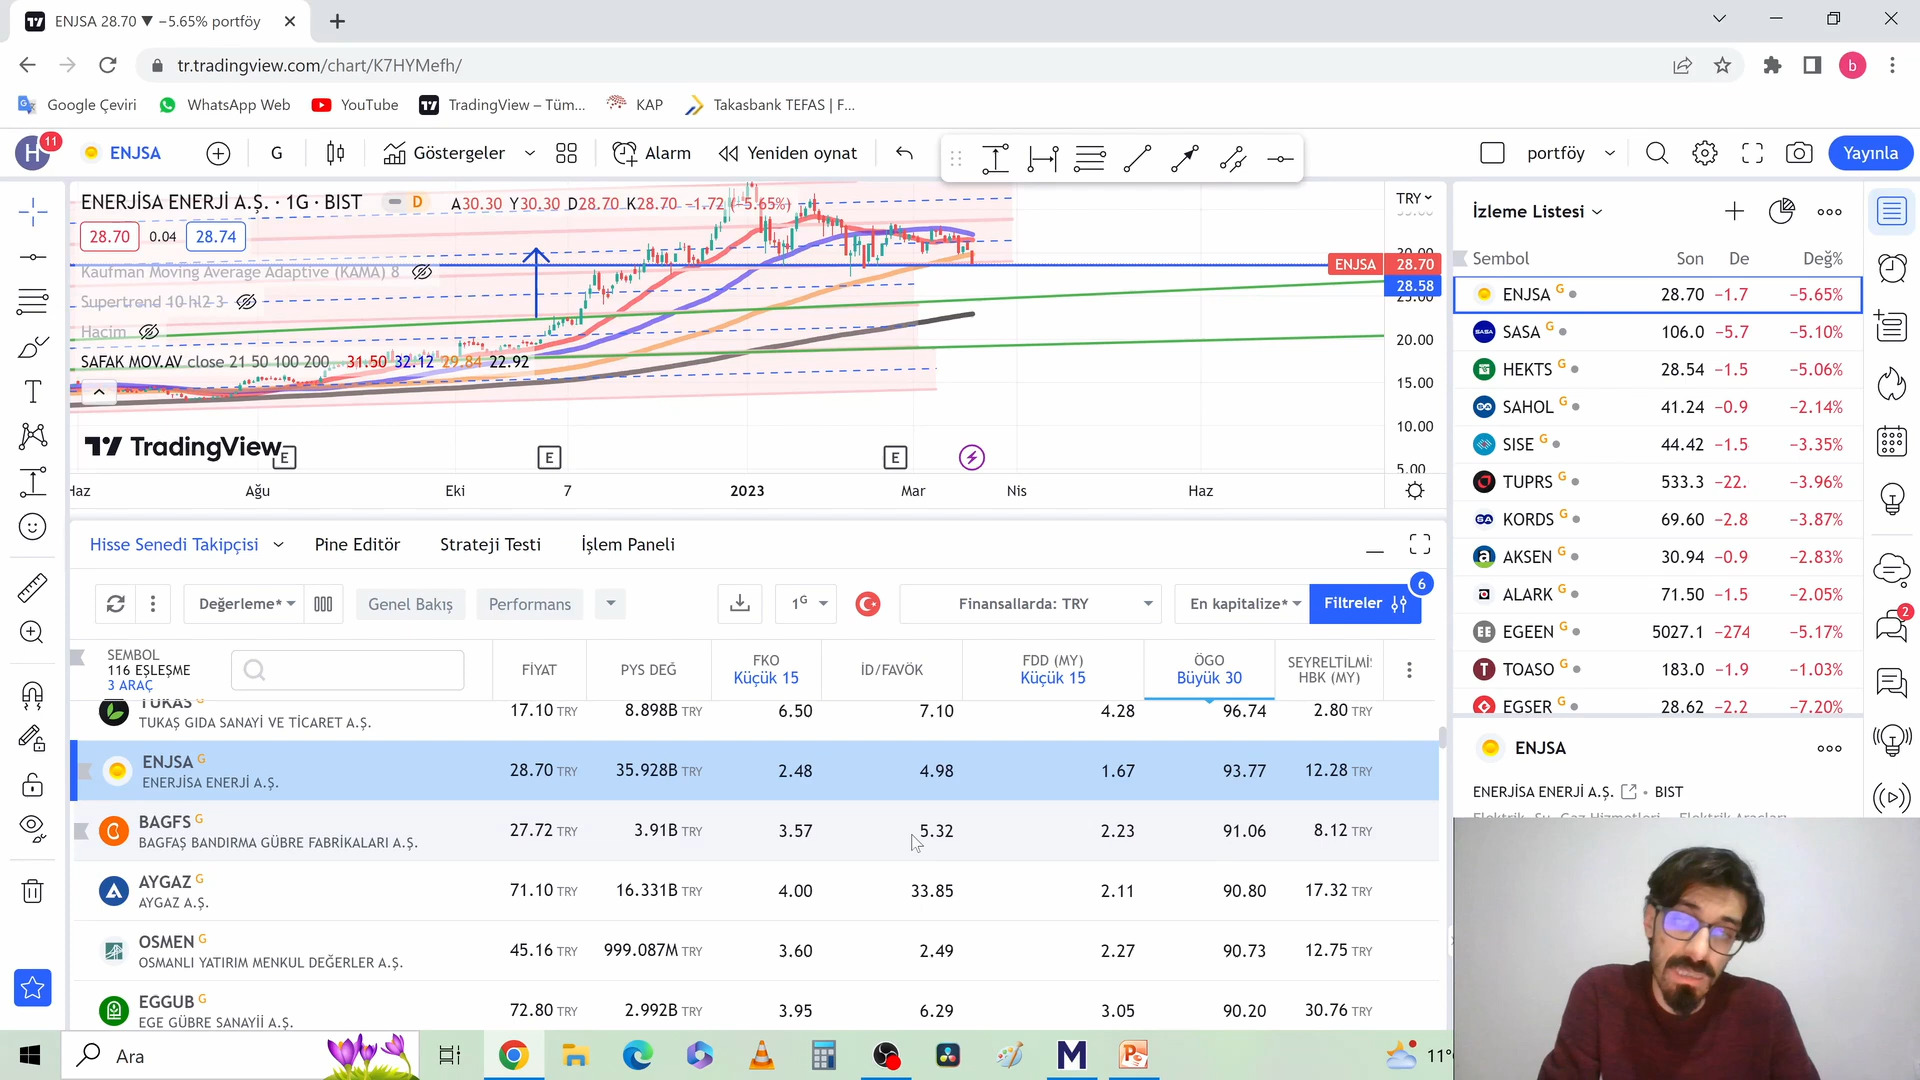 ENJSA 28.70 ▼ −5.65% portföy
tr.tradingview.com/chart/K7HYMefh/
b
Google Çeviri
WhatsApp Web
YouTube
TradingView – Tüm...
KAP
Takasbank TEFAS | F...
H
11
ENJSA
G
Göstergeler
Alarm
Yeniden oynat
portföy
Yayınla
ENERJİSA ENERJİ A.Ş. · 1G · BIST
D
A30.30 Y30.30 D28.70 K28.70 −1.72 (−5.65%)
28.70
0.04
28.74
Kaufman Moving Average Adaptive (KAMA) 8
Supertrend 10 hl2 3
Hacim
SAFAK MOV.AV close 21 50 100 200 31.50 32.12 29.84 22.92
TradingView
E
E
E
TRY
35.00
30.00
ENJSA 28.70
28.58
25.00
20.00
15.00
10.00
5.00
Haz
Ağu
Eki
7
2023
Mar
Nis
Haz
İzleme Listesi
Sembol Son De Değ%
ENJSA G 28.70 −1.7 −5.65%
SASA G 106.0 −5.7 −5.10%
HEKTS G 28.54 −1.5 −5.06%
SAHOL G 41.24 −0.9 −2.14%
SISE G 44.42 −1.5 −3.35%
TUPRS G 533.3 −22. −3.96%
KORDS G 69.60 −2.8 −3.87%
AKSEN G 30.94 −0.9 −2.83%
ALARK G 71.50 −1.5 −2.05%
EGEEN G 5027.1 −274 −5.17%
TOASO G 183.0 −1.9 −1.03%
EGSER G 28.62 −2.2 −7.20%
2
ENJSA
ENERJİSA ENERJİ A.Ş. • BIST
Elektrik, Su, Gaz Hizmetleri
Hisse Senedi Takipçisi
Pine Editör
Strateji Testi
İşlem Paneli
Değerleme*
Genel Bakış
Performans
1G
Finansallarda: TRY
En kapitalize*
Filtreler
6
SEMBOL
116 EŞLEŞME
3 ARAÇ
FİYAT
PYS DEĞ
FKO
Küçük 15
İD/FAVÖK
FDD (MY)
Küçük 15
ÖGO
Büyük 30
SEYRELTİLMİŞ
HBK (MY)
TUKAS G
TUKAŞ GIDA SANAYİ VE TİCARET A.Ş.
17.10 TRY 8.898B TRY 6.50 7.10 4.28 96.74 2.80 TRY
ENJSA G
ENERJİSA ENERJİ A.Ş.
28.70 TRY 35.928B TRY 2.48 4.98 1.67 93.77 12.28 TRY
BAGFS G
BAGFAŞ BANDIRMA GÜBRE FABRİKALARI A.Ş.
27.72 TRY 3.91B TRY 3.57 5.32 2.23 91.06 8.12 TRY
AYGAZ G
AYGAZ A.Ş.
71.10 TRY 16.331B TRY 4.00 33.85 2.11 90.80 17.32 TRY
OSMEN G
OSMANLI YATIRIM MENKUL DEĞERLER A.Ş.
45.16 TRY 999.087M TRY 3.60 2.49 2.27 90.73 12.75 TRY
EGGUB G
EGE GÜBRE SANAYİİ A.Ş.
72.80 TRY 2.992B TRY 3.95 6.29 3.05 90.20 30.76 TRY
Ara
11°